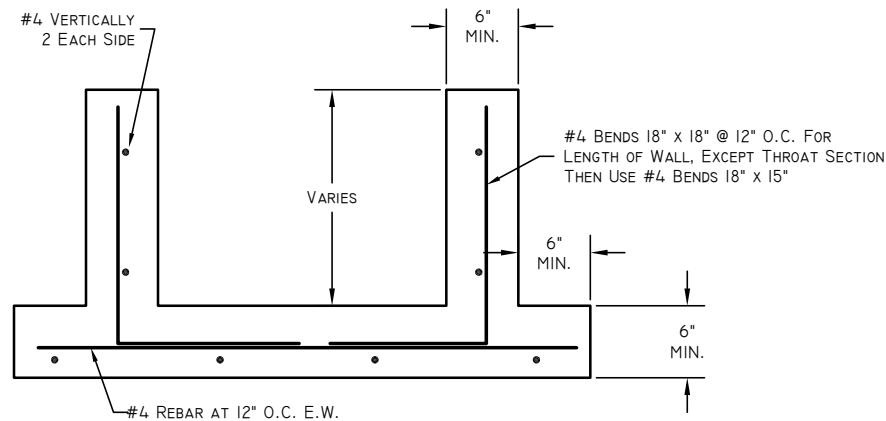 #4 VERTICALLY
2 EACH SIDE
6"
MIN.
#4 BENDS 18" X 18" @ 12" O.C. FOR
LENGTH OF WALL, EXCEPT THROAT SECTION
THEN USE #4 BENDS 18" X 15"
VARIES
6"
MIN.
6"
MIN.
#4 REBAR AT 12" O.C. E.W.